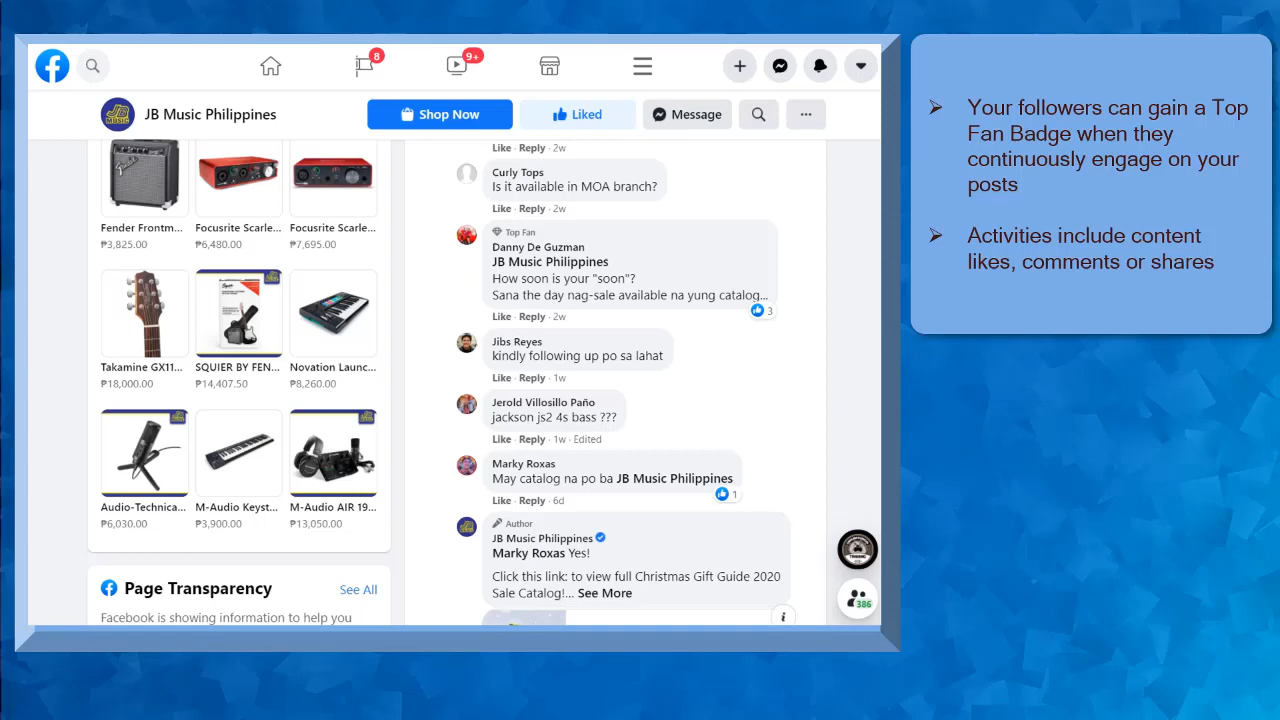 8
9+
JB Music Philippines
Shop Now
Liked
Message
Fender Frontm...
₱3,825.00
Focusrite Scarle...
₱6,480.00
Focusrite Scarle...
₱7,695.00
Takamine GX11...
₱18,000.00
SQUIER BY FEN...
₱14,407.50
Novation Launc...
₱8,260.00
Audio-Technica...
₱6,030.00
M-Audio Keyst...
₱3,900.00
M-Audio AIR 19...
₱13,050.00
Page Transparency
See All
Facebook is showing information to help you
Like · Reply · 2w
Curly Tops
Is it available in MOA branch?
Like · Reply · 2w
Top Fan
Danny De Guzman
JB Music Philippines
How soon is your "soon"?
Sana the day nag-sale available na yung catalog...
3
Like · Reply · 2w
Jibs Reyes
kindly following up po sa lahat
Like · Reply · 1w
Jerold Villosillo Paño
jackson js2 4s bass ???
Like · Reply · 1w · Edited
Marky Roxas
May catalog na po ba JB Music Philippines
1
Like · Reply · 6d
Author
JB Music Philippines
Marky Roxas Yes!
Click this link: to view full Christmas Gift Guide 2020
Sale Catalog!... See More
386
Your followers can gain a Top
Fan Badge when they
continuously engage on your
posts
Activities include content
likes, comments or shares